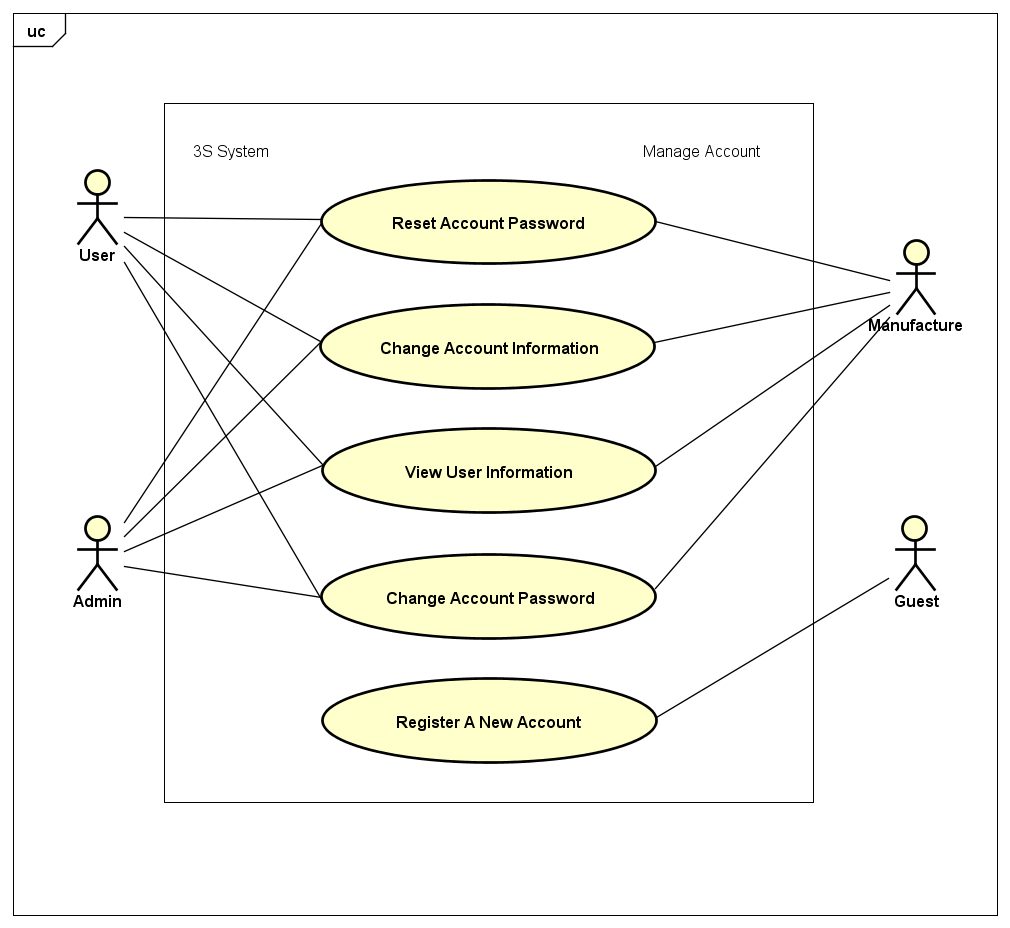 uc
3S System
Manage Account
Reset Account Password
User
Manufacture
Change Account Information
View User Information
Change Account Password
Admin
Guest
Register A New Account